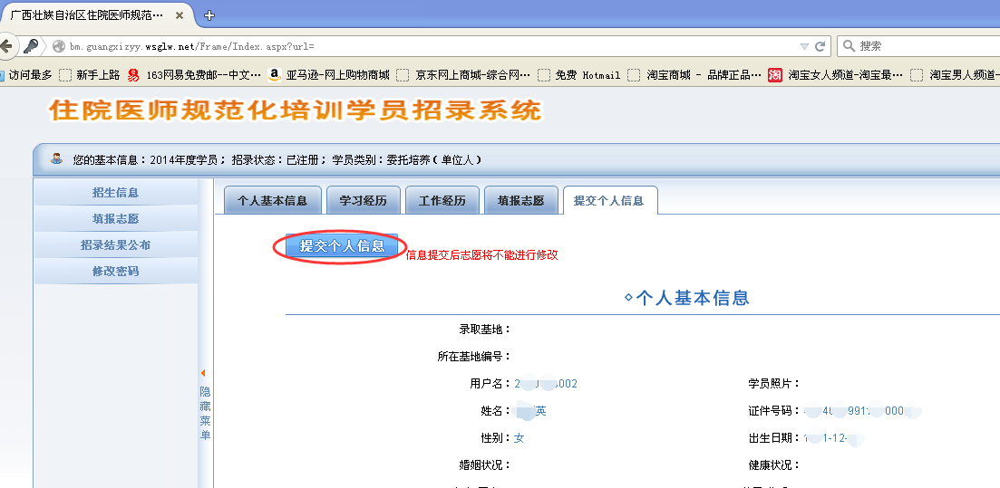 广西壮族自治区住院医师规范…
bm.guangxizyy.wsglw.net/Frame/Index.aspx?url= 搜索
访问最多 新手上路 163网易免费邮--中文… 亚马逊-网上购物商城 京东网上商城-综合网… 免费 Hotmail 淘宝商城 - 品牌正品… 淘 淘宝女人频道-淘宝最… 淘宝男人频道-
住院医师规范化培训学员招录系统
您的基本信息：2014年度学员； 招录状态：已注册； 学员类别：委托培养（单位人）
招生信息
填报志愿
招录结果公布
修改密码
隐藏菜单
个人基本信息 学习经历 工作经历 填报志愿 提交个人信息
提交个人信息 信息提交后志愿将不能进行修改
个人基本信息
录取基地：
所在基地编号：
用户名：2 002 学员照片：
姓名： 英 证件号码： 991 000
性别：女 出生日期： 1-12-
婚姻状况： 健康状况：